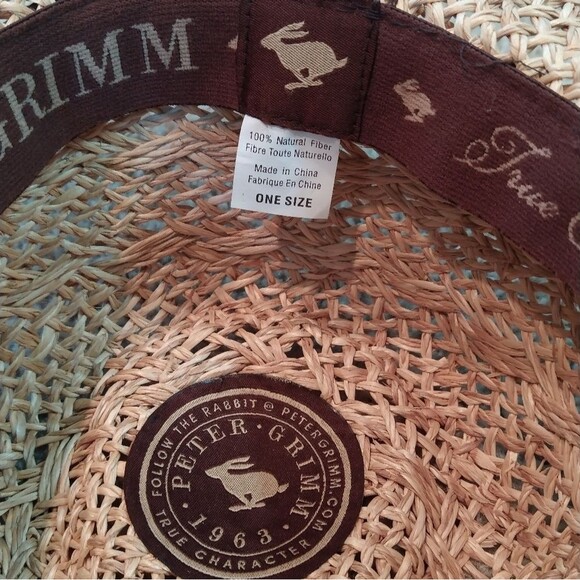 GRIMM
True
100% Natural Fiber
Fibre Toute Naturello
Made in China
Fabrique En Chine
ONE SIZE
FOLLOW THE RABBIT @ PETERGRIMM.COM
PETER · GRIMM
· 1963 ·
TRUE CHARACTER